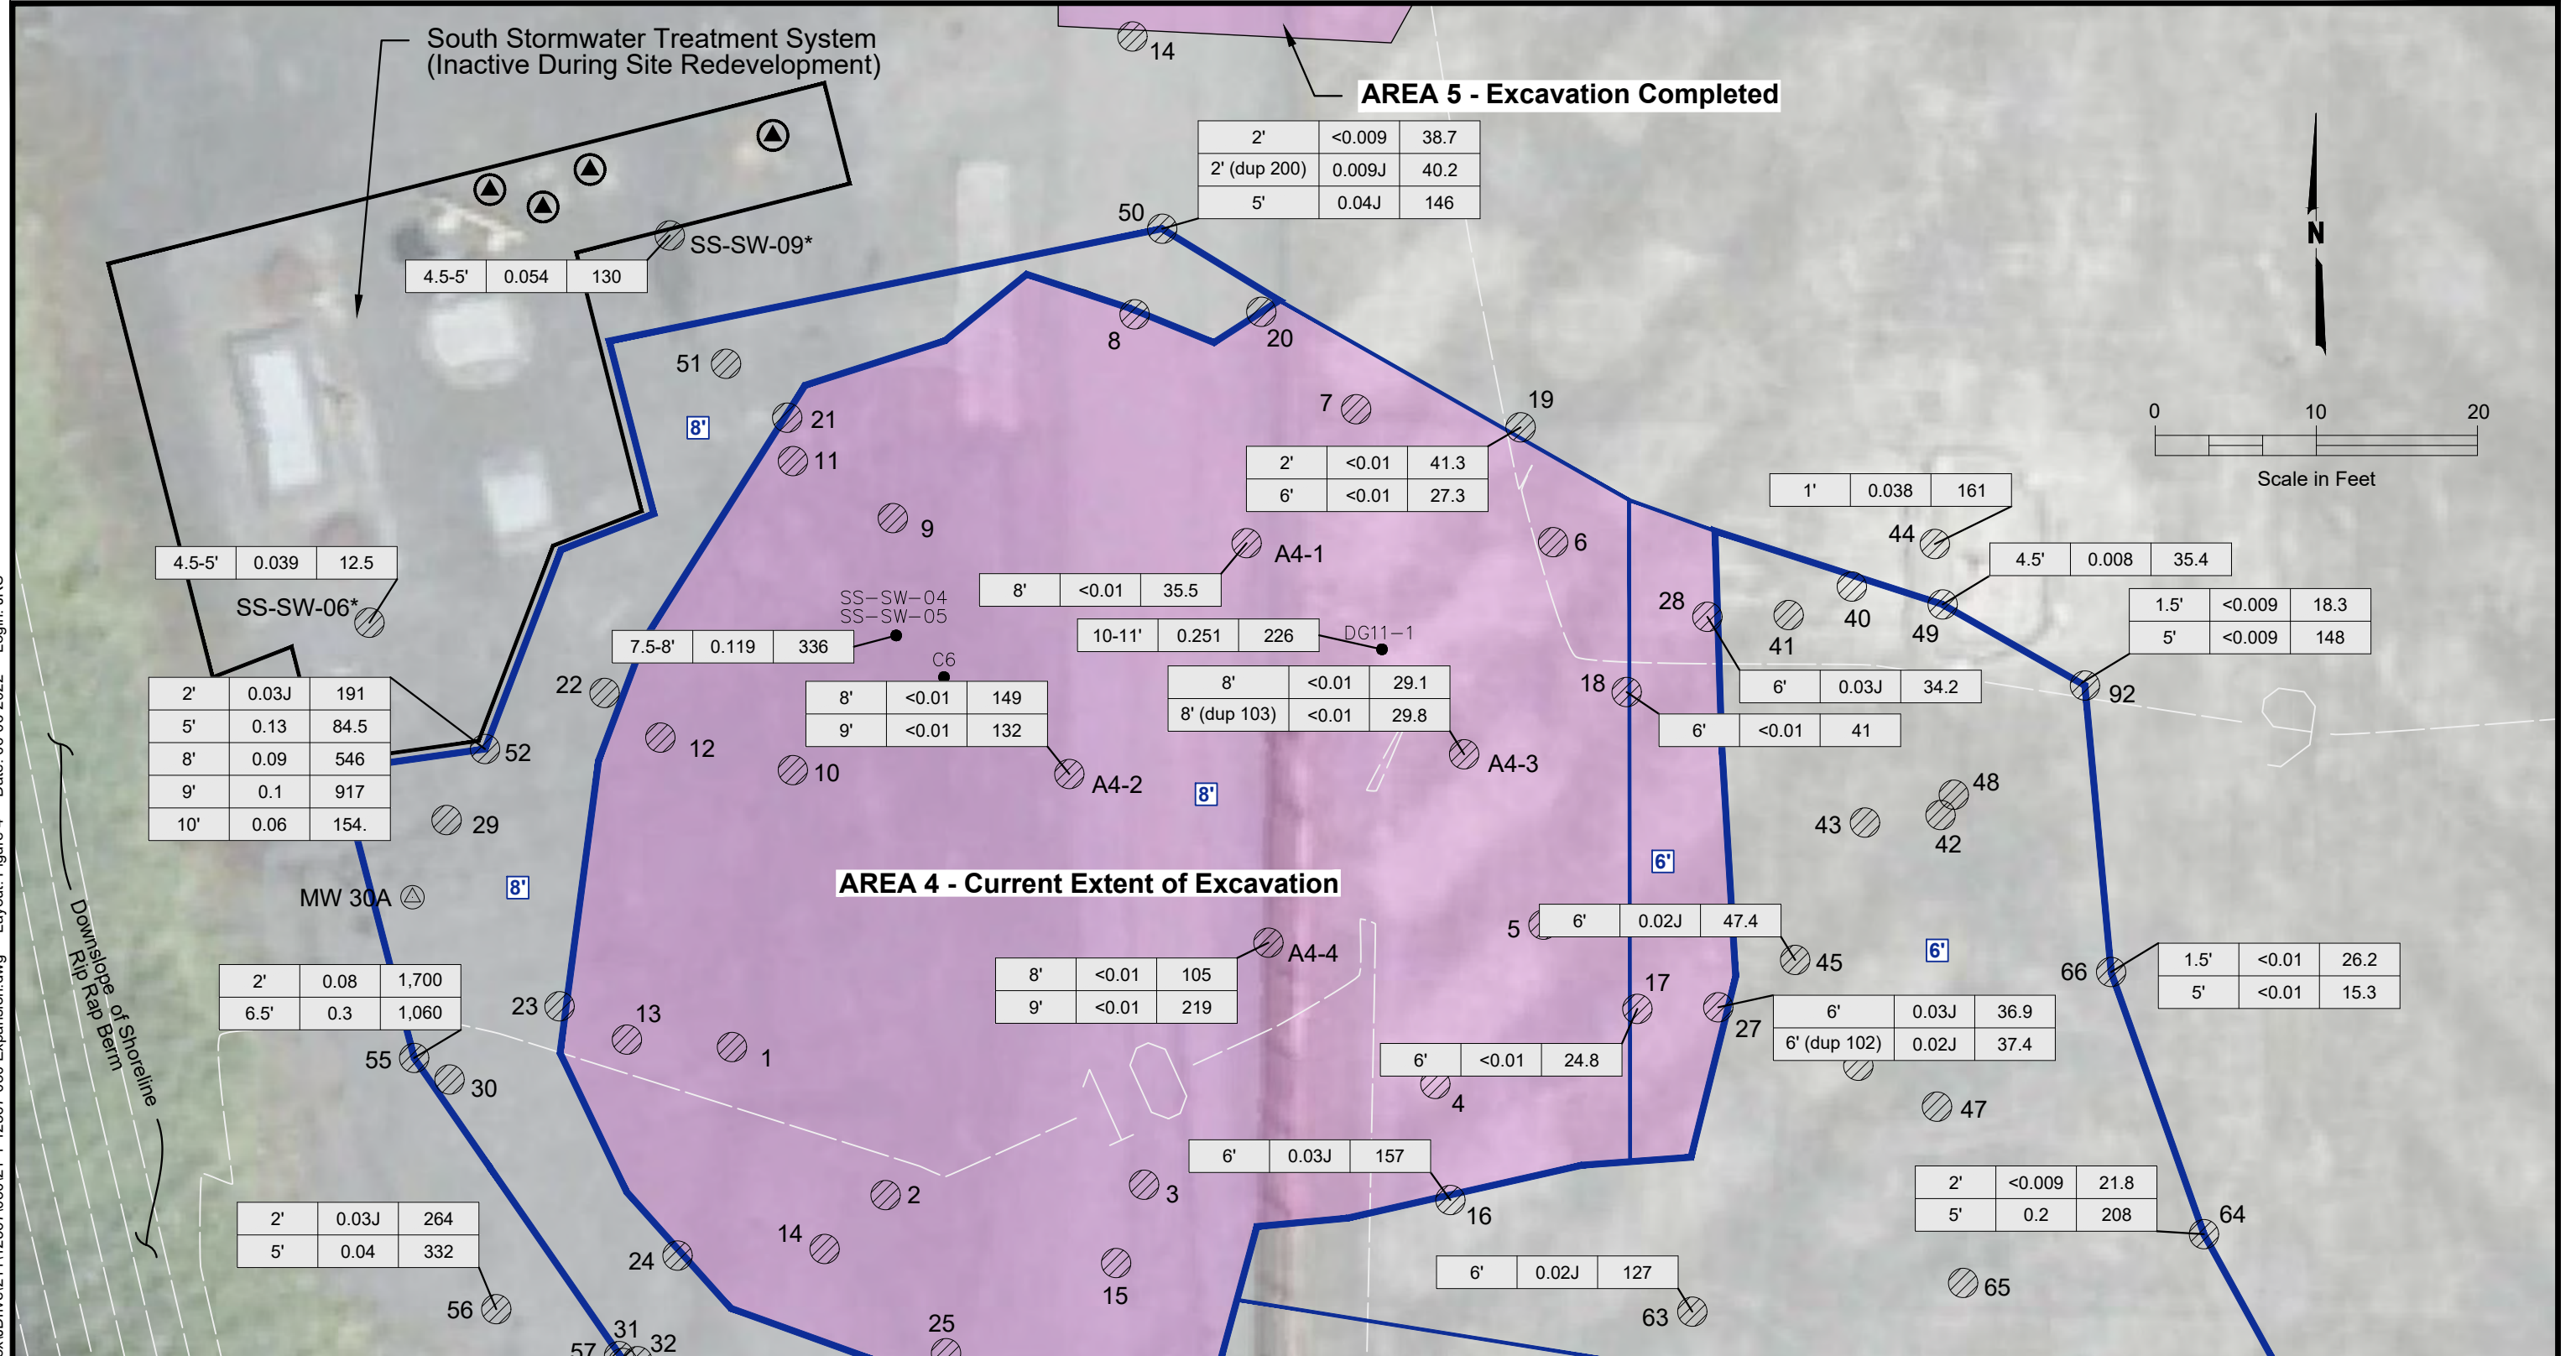 South Stormwater Treatment System
(Inactive During Site Redevelopment)
14
AREA 5 - Excavation Completed
2' <0.009 38.7
2' (dup 200) 0.009J 40.2
5' 0.04J 146
50
SS-SW-09*
4.5-5' 0.054 130
N
8
20
51
7
19
0 10 20
Scale in Feet
21
8'
11
2' <0.01 41.3
6' <0.01 27.3
1' 0.038 161
9
A4-1
6
44
4.5' 0.008 35.4
4.5-5' 0.039 12.5
8' <0.01 35.5
SS-SW-06*
SS-SW-04
SS-SW-05
28
41
40
49
1.5' <0.009 18.3
5' <0.009 148
7.5-8' 0.119 336
10-11' 0.251 226
DG11-1
C6
22
18
6' 0.03J 34.2
92
2' 0.03J 191
5' 0.13 84.5
8' 0.09 546
9' 0.1 917
10' 0.06 154.
8' <0.01 149
9' <0.01 132
8' <0.01 29.1
8' (dup 103) <0.01 29.8
6' <0.01 41
9
52
12
10
A4-2
A4-3
8'
48
43
42
29
6'
8'
AREA 4 - Current Extent of Excavation
MW 30A
5
6' 0.02J 47.4
Downslope of Shoreline
Rip Rap Berm
A4-4
45
6'
66
1.5' <0.01 26.2
5' <0.01 15.3
2' 0.08 1,700
6.5' 0.3 1,060
8' <0.01 105
9' <0.01 219
23
13
1
17
27
6' 0.03J 36.9
6' (dup 102) 0.02J 37.4
55
30
10
6' <0.01 24.8
4
47
6' 0.03J 157
2
3
16
2' <0.009 21.8
5' 0.2 208
64
2' 0.03J 264
5' 0.04 332
14
24
15
6' 0.02J 127
65
56
63
25
31
57
32